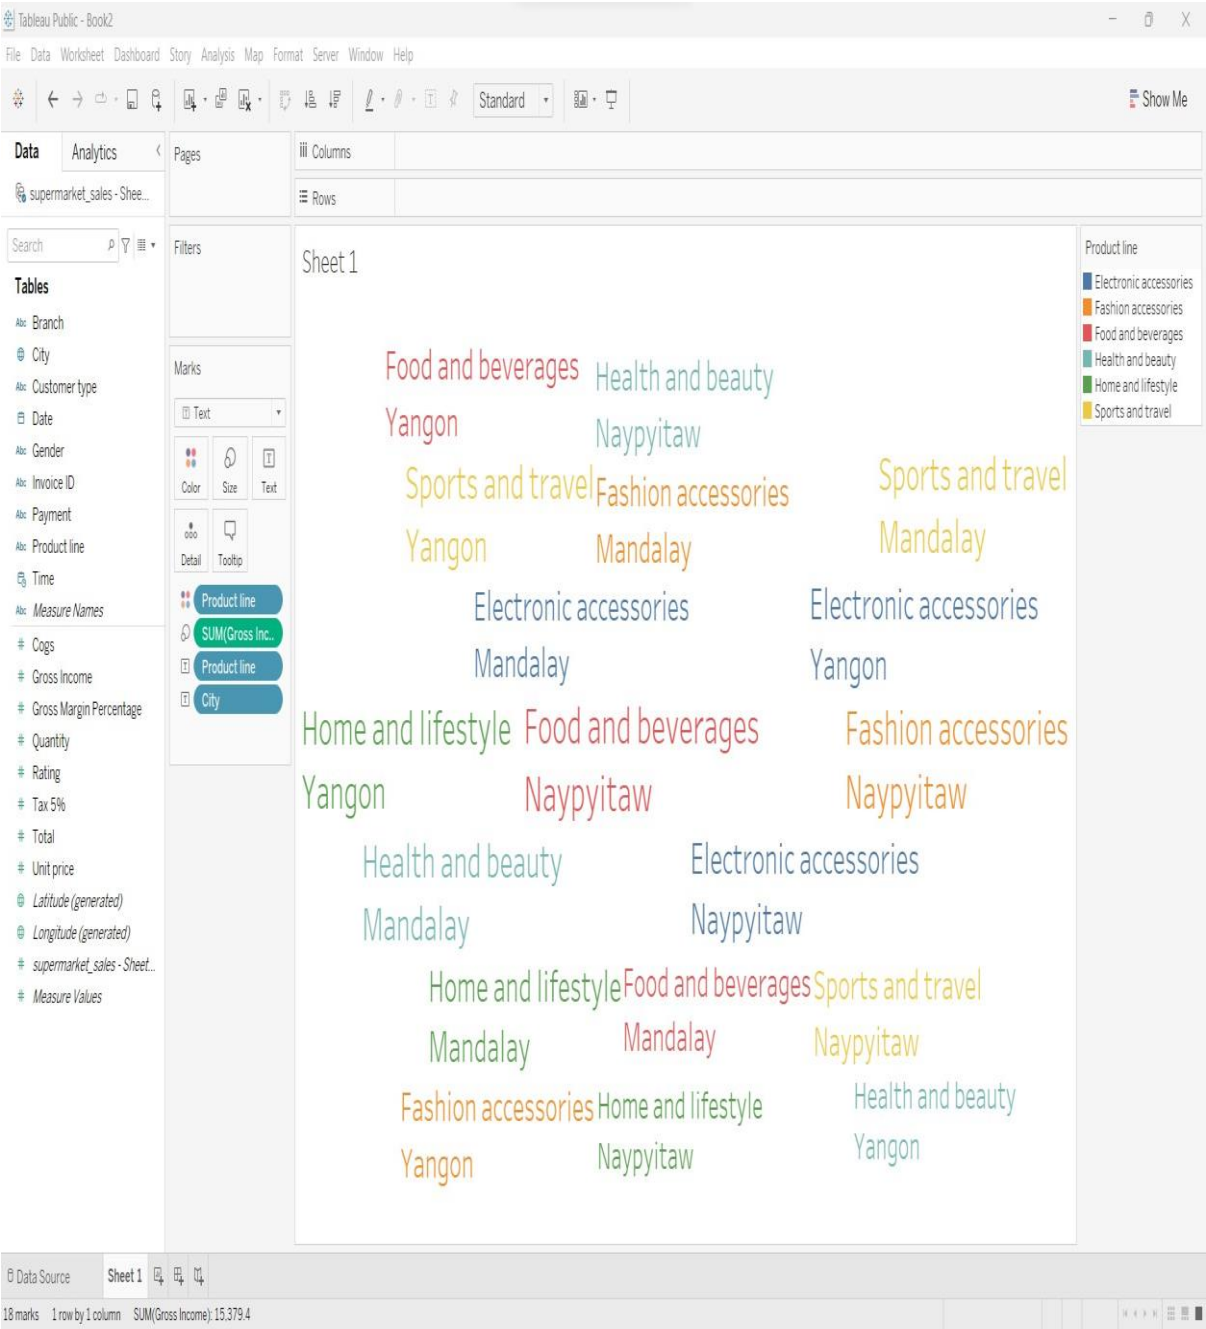 Tableau Public - Book2
File Data Worksheet Dashboard Story Analysis Map Format Server Window Help
Standard
Show Me
Data Analytics
supermarket_sales - Shee...
Search
Tables
Abc Branch
City
Abc Customer type
Date
Abc Gender
Abc Invoice ID
Abc Payment
Abc Product line
Time
Abc Measure Names
# Cogs
# Gross Income
# Gross Margin Percentage
# Quantity
# Rating
# Tax 5%
# Total
# Unit price
Latitude (generated)
Longitude (generated)
# supermarket_sales - Sheet...
# Measure Values
Pages
Filters
Marks
T Text
Color Size Text
Detail Tooltip
Product line
SUM(Gross Inc..
Product line
City
iii Columns
Rows
Sheet 1
Food and beverages
Yangon
Health and beauty
Naypyitaw
Sports and travel
Yangon
Fashion accessories
Mandalay
Sports and travel
Mandalay
Electronic accessories
Mandalay
Electronic accessories
Yangon
Home and lifestyle
Yangon
Food and beverages
Naypyitaw
Fashion accessories
Naypyitaw
Health and beauty
Mandalay
Electronic accessories
Naypyitaw
Home and lifestyle
Mandalay
Food and beverages
Mandalay
Sports and travel
Naypyitaw
Fashion accessories
Yangon
Home and lifestyle
Naypyitaw
Health and beauty
Yangon
Product line
Electronic accessories
Fashion accessories
Food and beverages
Health and beauty
Home and lifestyle
Sports and travel
Data Source Sheet 1
18 marks 1 row by 1 column SUM(Gross Income): 15,379.4